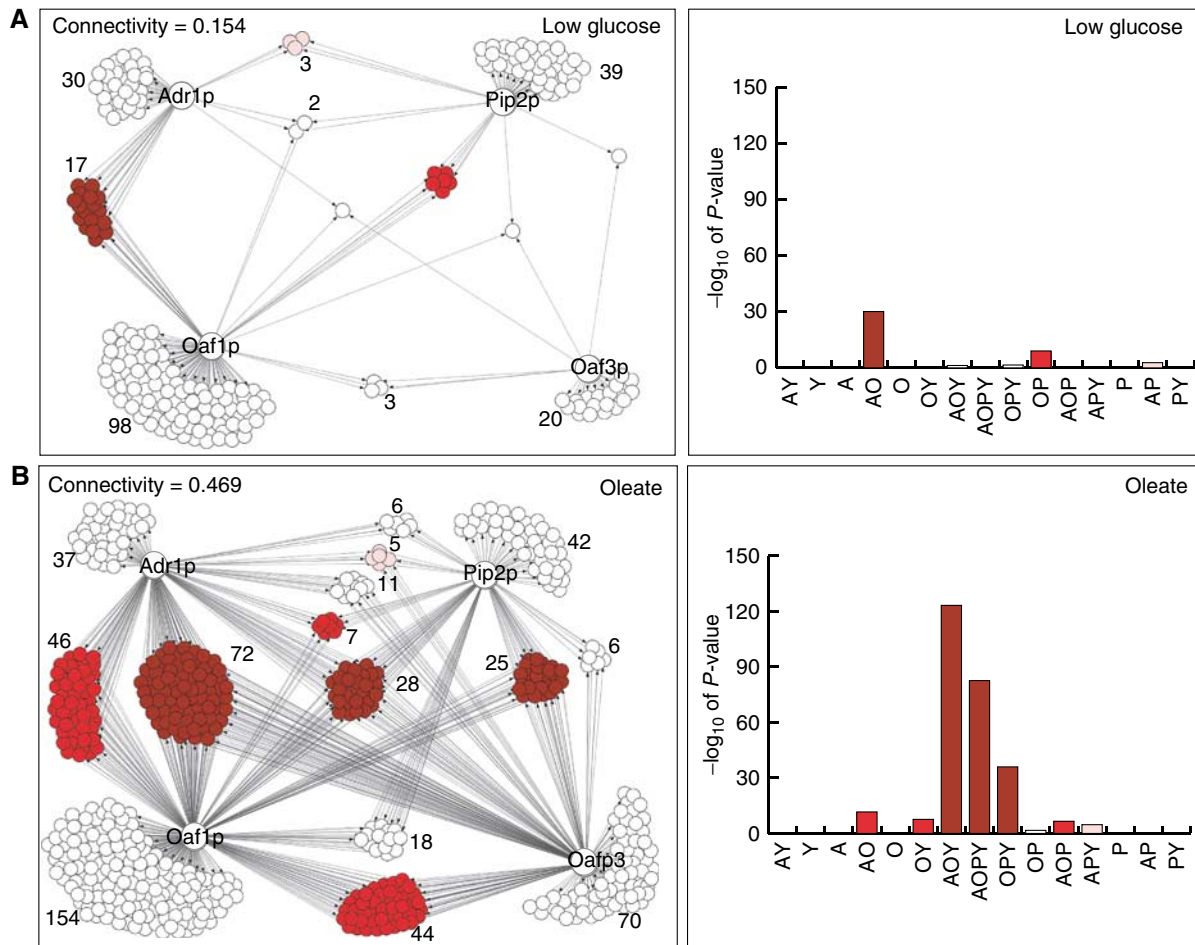 A
Connectivity = 0.154
Low glucose
30
Adr1p
3
2
Pip2p
39
17
Oaf1p
98
3
Oaf3p
20
Low glucose
150
120
90
60
30
0
–log10 of P-value
AY Y A AO O OY AOY AOPY OPY OP AOP APY P AP PY
B
Connectivity = 0.469
Oleate
37
Adr1p
6
5
11
Pip2p
42
46
72
7
28
25
6
Oaf1p
154
18
44
Oafp3
70
Oleate
150
120
90
60
30
0
–log10 of P-value
AY Y A AO O OY AOY AOPY OPY OP AOP APY P AP PY